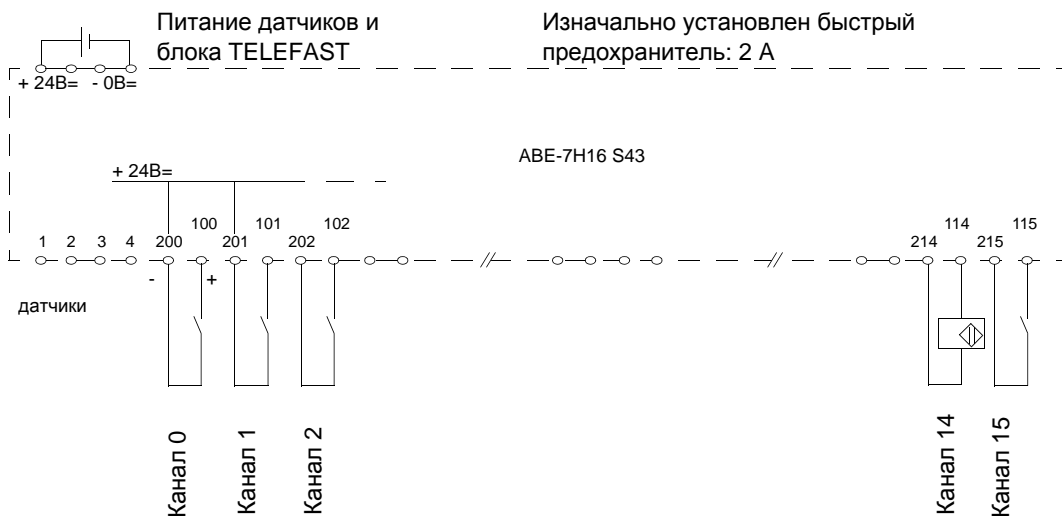 Питание датчиков и
блока TELEFAST
Изначально установлен быстрый
предохранитель: 2 А
+ 24В= - 0В=
ABE-7H16 S43
+ 24В=
100 101 102 114 115
1 2 3 4 200 201 202 214 215
- +
датчики
Канал 0
Канал 1
Канал 2
Канал 14
Канал 15